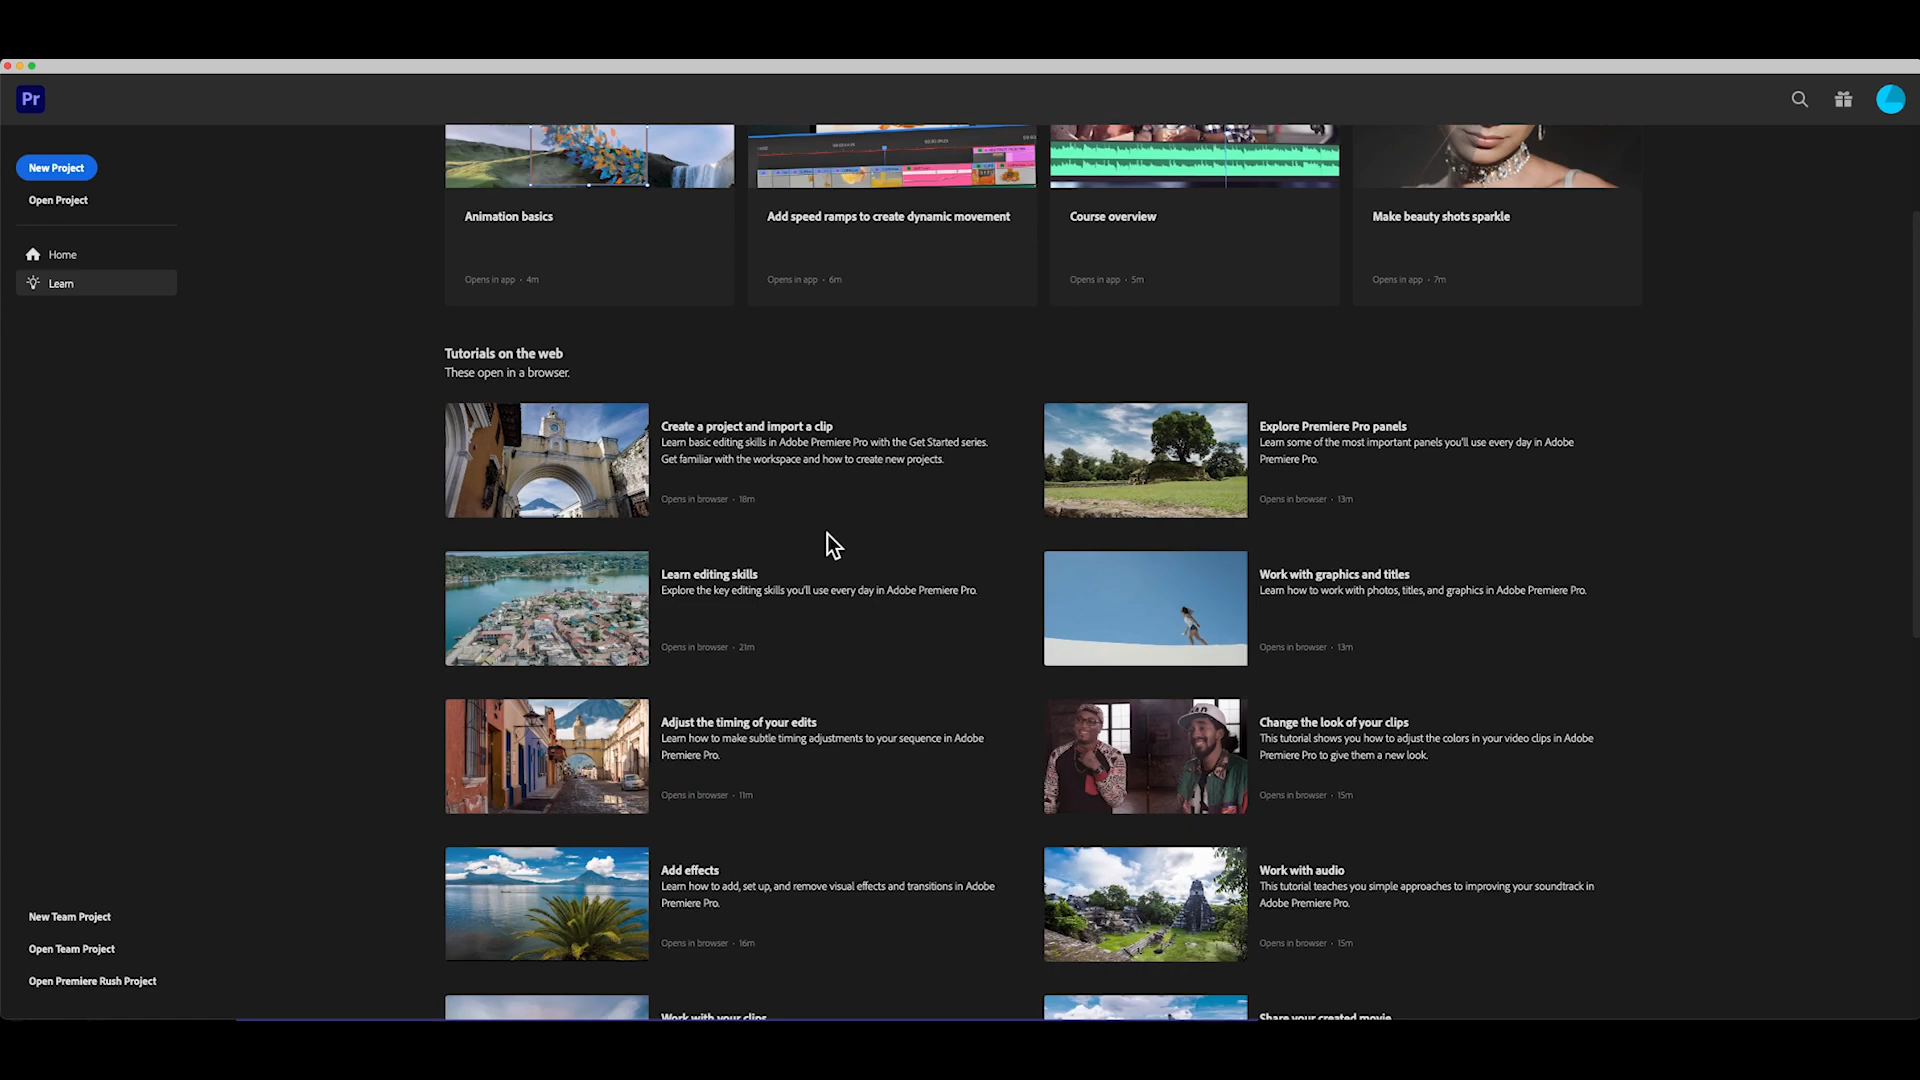 Pr
New Project
Open Project
Home
Learn
New Team Project
Open Team Project
Open Premiere Rush Project
Animation basics
Opens in app • 4m
Add speed ramps to create dynamic movement
Opens in app • 6m
Course overview
Opens in app • 5m
Make beauty shots sparkle
Opens in app • 7m
Tutorials on the web
These open in a browser.
Create a project and import a clip
Learn basic editing skills in Adobe Premiere Pro with the Get Started series.
Get familiar with the workspace and how to create new projects.
Opens in browser • 18m
Explore Premiere Pro panels
Learn some of the most important panels you'll use every day in Adobe
Premiere Pro.
Opens in browser • 13m
Learn editing skills
Explore the key editing skills you'll use every day in Adobe Premiere Pro.
Opens in browser • 21m
Work with graphics and titles
Learn how to work with photos, titles, and graphics in Adobe Premiere Pro.
Opens in browser • 13m
Adjust the timing of your edits
Learn how to make subtle timing adjustments to your sequence in Adobe
Premiere Pro.
Opens in browser • 11m
Change the look of your clips
This tutorial shows you how to adjust the colors in your video clips in Adobe
Premiere Pro to give them a new look.
Opens in browser • 15m
Add effects
Learn how to add, set up, and remove visual effects and transitions in Adobe
Premiere Pro.
Opens in browser • 16m
Work with audio
This tutorial teaches you simple approaches to improving your soundtrack in
Adobe Premiere Pro.
Opens in browser • 15m
Work with your clips
Share your created movie